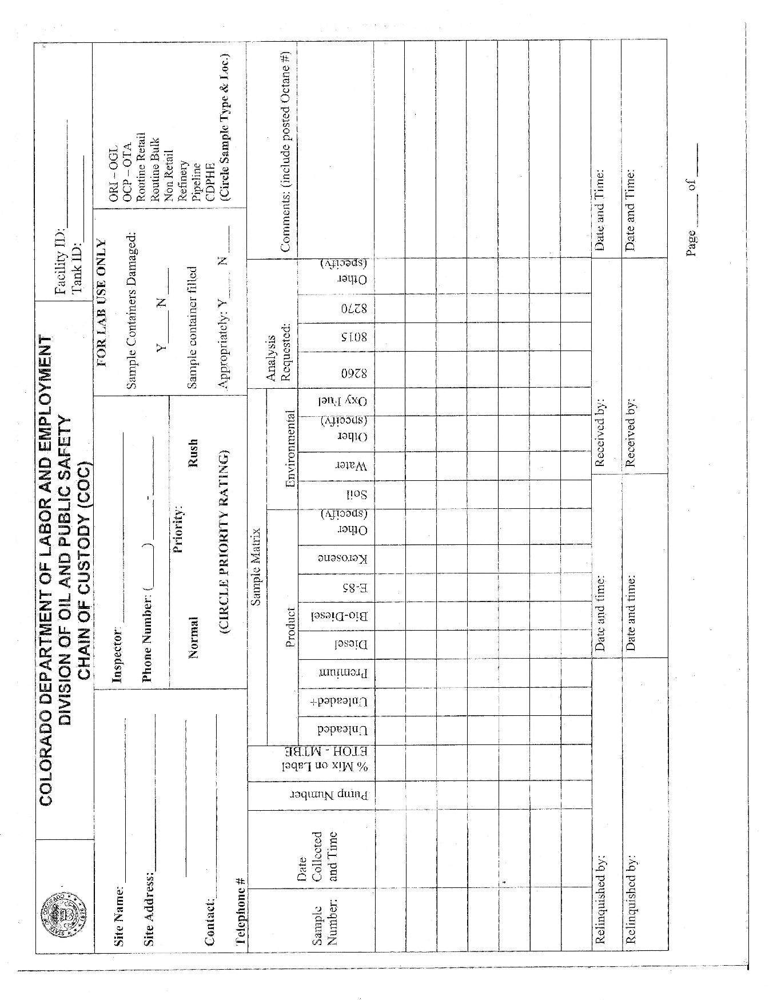 STATE OF COLORADO
1876
COLORADO DEPARTMENT OF LABOR AND EMPLOYMENT
DIVISION OF OIL AND PUBLIC SAFETY
CHAIN OF CUSTODY (COC)
Facility ID:
Tank ID:
Site Name:
Site Address:
Contact:
Telephone #
Inspector:
Phone Number: ( ) -
Priority:
Normal Rush
(CIRCLE PRIORITY RATING)
FOR LAB USE ONLY
Sample Containers Damaged:
Y N
Sample container filled
Appropriately: Y N
ORI – OGL
OCP – OTA
Routine Retail
Routine Bulk
Non Retail
Refinery
Pipeline
CDPHE
(Circle Sample Type & Loc.)
Sample
Number:
Date
Collected
and Time
Pump Number
% Mix on Label
ETOH - MTBE
Sample Matrix
Product
Environmental
Unleaded
Unleaded+
Premium
Diesel
Bio-Diesel
E-85
Kerosene
Other
(specify)
Soil
Water
Other
(specify)
Oxy Fuel
Analysis
Requested:
8260
8015
8270
Other
(specify)
Comments: (include posted Octane #)
Relinquished by: Date and time: Received by: Date and Time:
Relinquished by: Date and time: Received by: Date and Time:
Page of